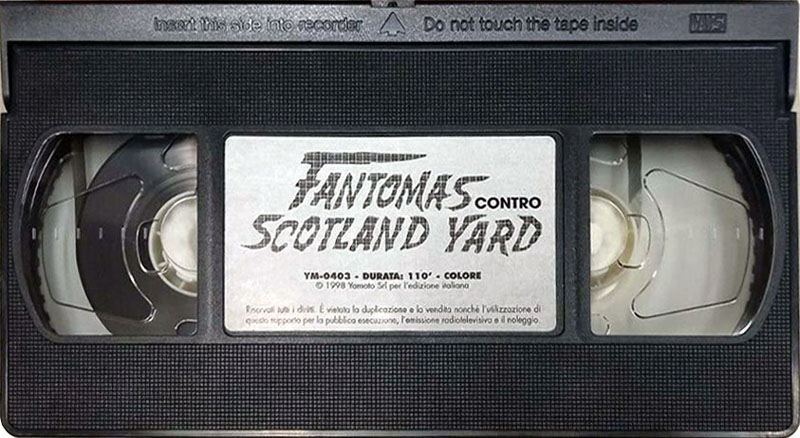 Insert this side into recorder Do not touch the tape inside VHS
FANTOMAS CONTRO
SCOTLAND YARD
YM-0403 - DURATA: 110' - COLORE
© 1998 Yamato Srl per l'edizione italiana
Riservati tutti i diritti. È vietata la duplicazione e la vendita nonché l'utilizzazione di
questo supporto per la pubblica esecuzione, l'emissione radiotelevisiva e il noleggio.